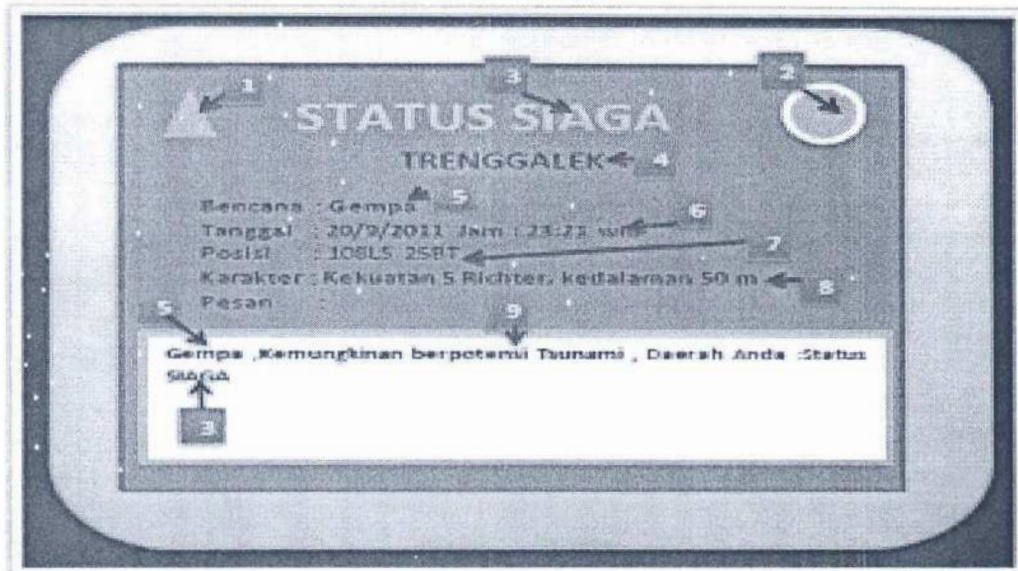 1 3 2
STATUS SIAGA
TRENGGALEK 4
5
Bencana : Gempa
6
Tanggal : 20/9/2011 Jam : 23:21 wib
7
Posisi : 108LS 25BT
Karakter : Kekuatan 5 Richter, kedalaman 50 m 8
Pesan :
5 9
Gempa ,Kemungkinan berpotensi Tsunami , Daerah Anda :Status
SIAGA
3